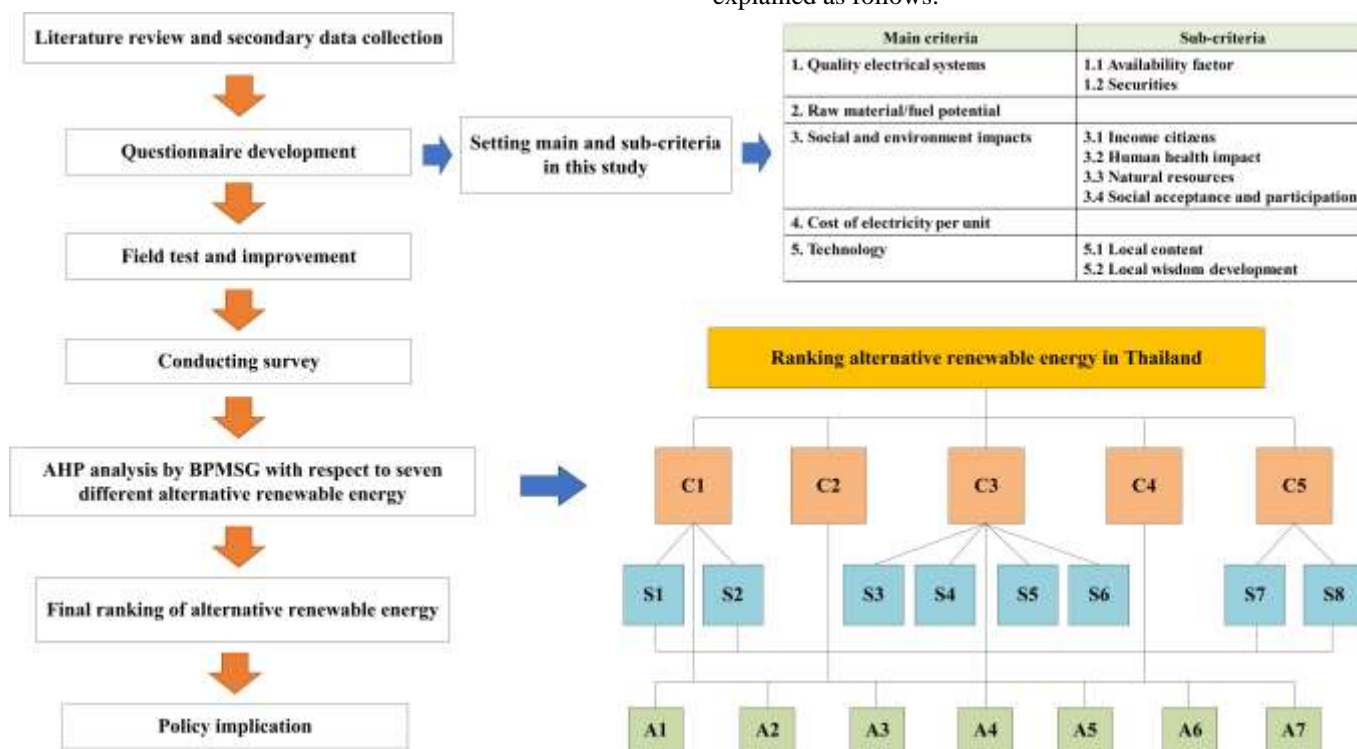 explained as follows:
Literature review and secondary data collection
Questionnaire development
Field test and improvement
Conducting survey
AHP analysis by BPMSG with respect to seven
different alternative renewable energy
Final ranking of alternative renewable energy
Policy implication
Setting main and sub-criteria
in this study
Main criteria Sub-criteria
1. Quality electrical systems 1.1 Availability factor
1.2 Securities
2. Raw material/fuel potential
3. Social and environment impacts 3.1 Income citizens
3.2 Human health impact
3.3 Natural resources
3.4 Social acceptance and participation
4. Cost of electricity per unit
5. Technology 5.1 Local content
5.2 Local wisdom development
Ranking alternative renewable energy in Thailand
C1 C2 C3 C4 C5
S1 S2 S3 S4 S5 S6 S7 S8
A1 A2 A3 A4 A5 A6 A7